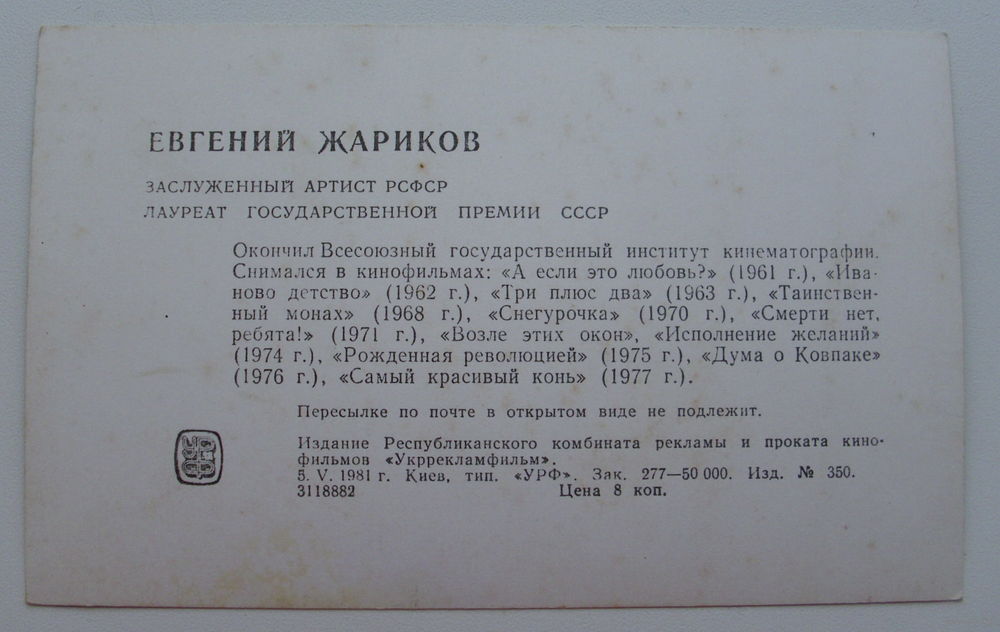 ЕВГЕНИЙ ЖАРИКОВ
ЗАСЛУЖЕННЫЙ АРТИСТ РСФСР
ЛАУРЕАТ ГОСУДАРСТВЕННОЙ ПРЕМИИ СССР
Окончил Всесоюзный государственный институт кинематографии.
Снимался в кинофильмах: «А если это любовь?» (1961 г.), «Ива-
ново детство» (1962 г.), «Три плюс два» (1963 г.), «Таинствен-
ный монах» (1968 г.), «Снегурочка» (1970 г.), «Смерти нет,
ребята!» (1971 г.), «Возле этих окон», «Исполнение желаний»
(1974 г.), «Рожденная революцией» (1975 г.), «Дума о Ковпаке»
(1976 г.), «Самый красивый конь» (1977 г.).
Пересылке по почте в открытом виде не подлежит.
Издание Республиканского комбината рекламы и проката кино-
фильмов «Укррекламфильм».
5. V. 1981 г. Киев, тип. «УРФ». Зак. 277—50 000. Изд. № 350.
3118882 Цена 8 коп.